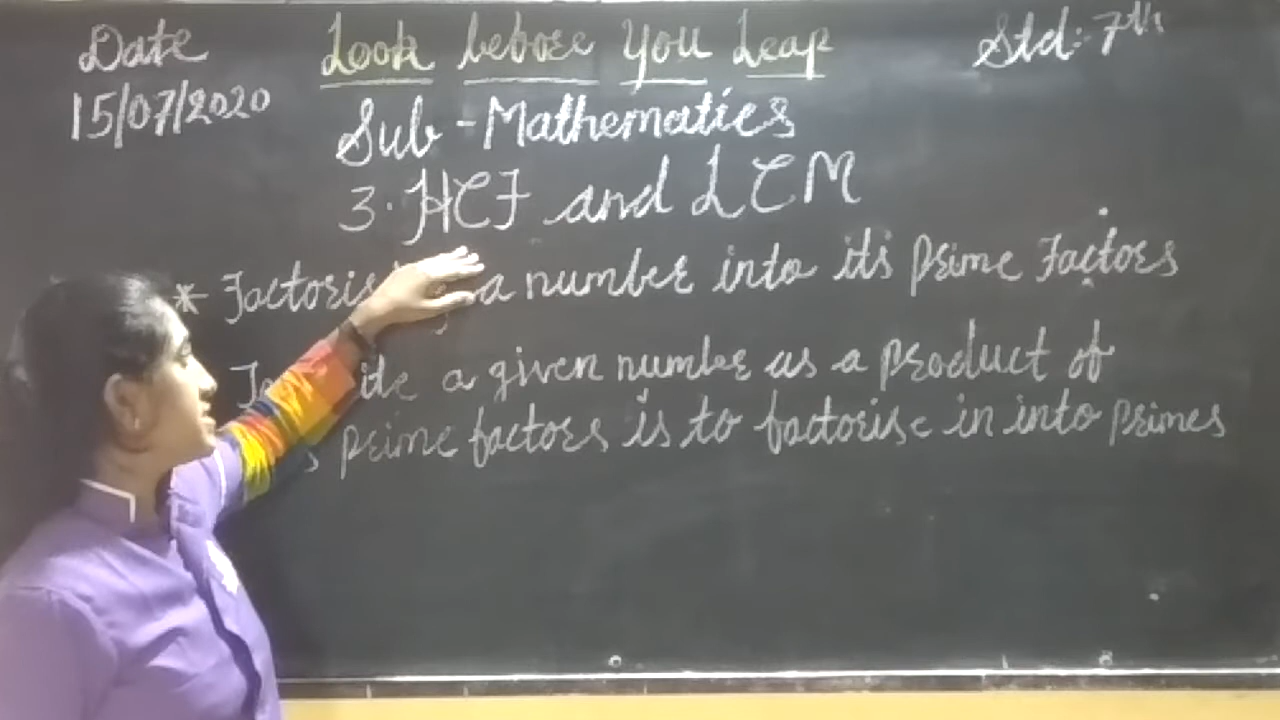 Date
Look before You Leap
Std: 7th
15/07/2020
Sub - Mathematics
3. HCF and LCM
* a number into its Prime Factors
a given number as a product of
prime factors is to factorise in into primes